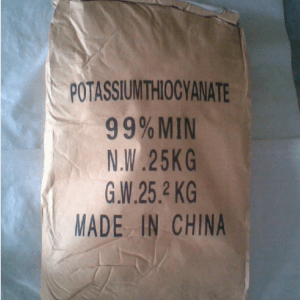 POTASSIUMTHIOCYANATE
99%MIN
N.W.25KG
G.W.25.²KG
MADE IN CHINA